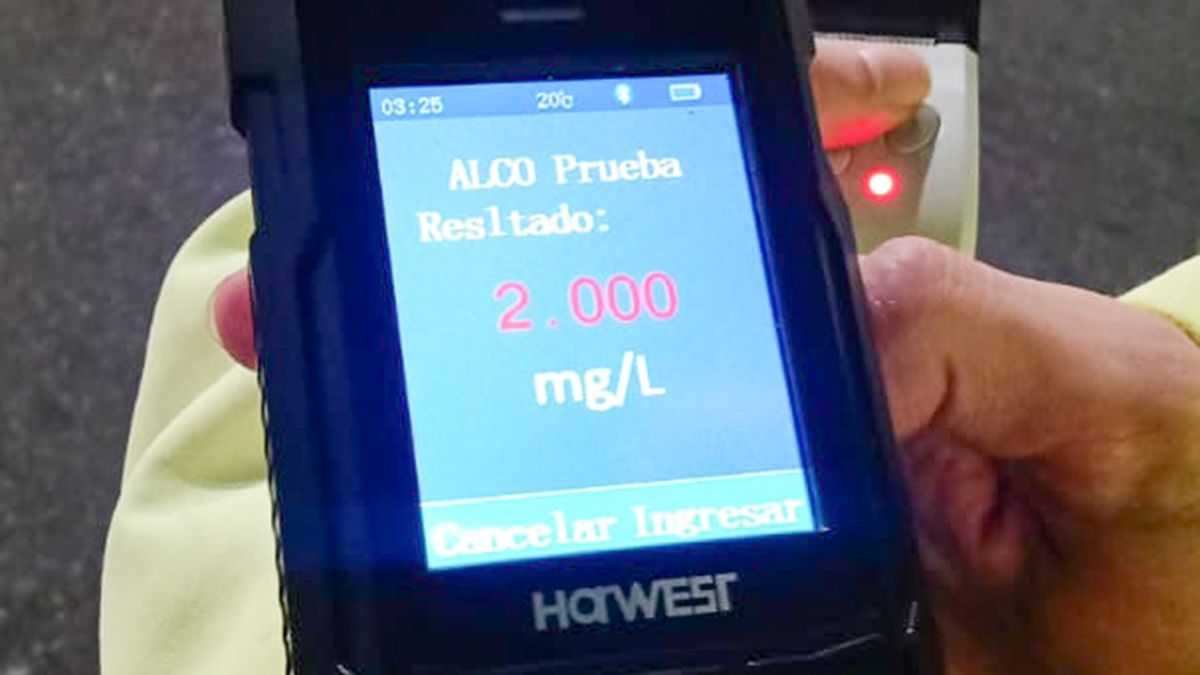 03:25 20℃
ALCO Prueba
Resltado:
2.000
mg/L
Cancelar Ingresar
HARWEST